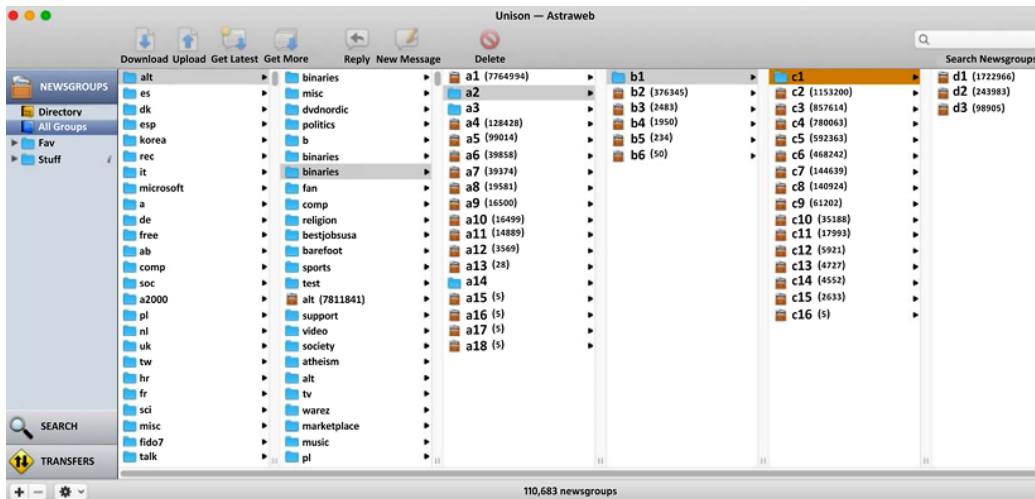 Unison — Astraweb
Download Upload Get Latest Get More Reply New Message Delete Search Newsgroups
NEWSGROUPS
Directory
All Groups
Fav
Stuff i
SEARCH
TRANSFERS
alt
es
dk
esp
korea
rec
it
microsoft
a
de
free
ab
comp
soc
a2000
pl
nl
uk
tw
hr
fr
sci
misc
fido7
talk
binaries
misc
dvdnordic
politics
b
binaries
binaries
fan
comp
religion
bestjobsusa
barefoot
sports
test
alt (7811841)
support
video
society
atheism
alt
tv
warez
marketplace
music
pl
a1 (7764994)
a2
a3
a4 (128428)
a5 (99014)
a6 (39858)
a7 (39374)
a8 (19581)
a9 (16500)
a10 (16499)
a11 (14889)
a12 (3569)
a13 (28)
a14
a15 (5)
a16 (5)
a17 (5)
a18 (5)
b1
b2 (376345)
b3 (2483)
b4 (1950)
b5 (234)
b6 (50)
c1
c2 (1153200)
c3 (857614)
c4 (780063)
c5 (592363)
c6 (468242)
c7 (144639)
c8 (140924)
c9 (61202)
c10 (35188)
c11 (17993)
c12 (5921)
c13 (4727)
c14 (4552)
c15 (2633)
c16 (5)
d1 (1722966)
d2 (243983)
d3 (98905)
110,683 newsgroups